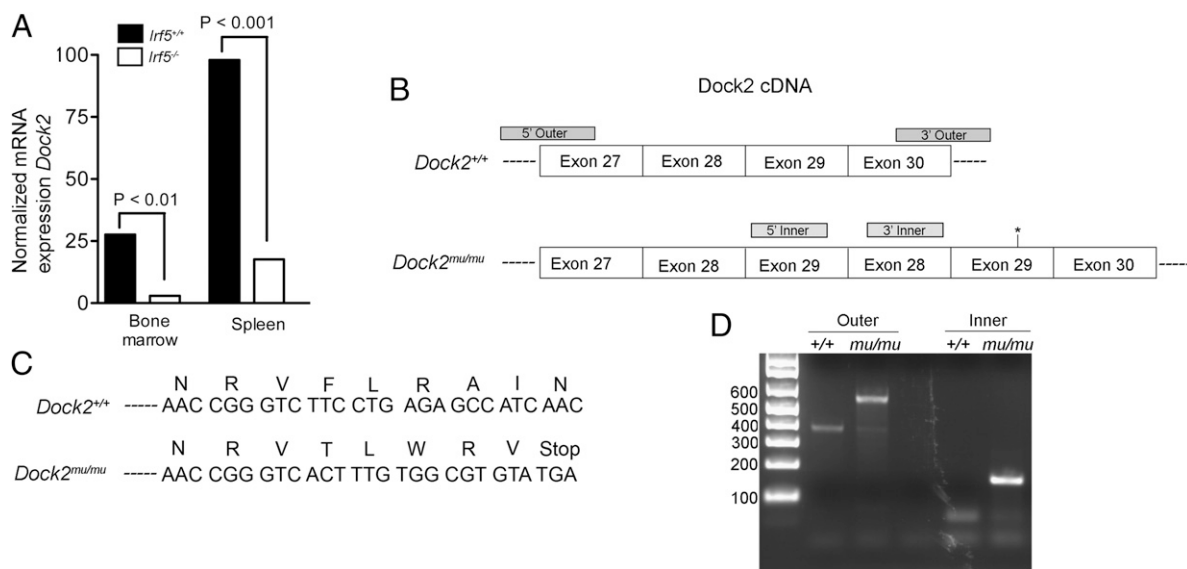 A
P < 0.001
Irf5+/+
Irf5-/-
100
75
50
25
0
Normalized mRNA
expression Dock2
P < 0.01
Bone
marrow
Spleen
B
Dock2 cDNA
5' Outer
3' Outer
Dock2+/+
Exon 27
Exon 28
Exon 29
Exon 30
5' Inner
3' Inner
*
Dock2mu/mu
Exon 27
Exon 28
Exon 29
Exon 28
Exon 29
Exon 30
C
N R V F L R A I N
Dock2+/+ ----- AAC CGG GTC TTC CTG AGA GCC ATC AAC
N R V T L W R V Stop
Dock2mu/mu ----- AAC CGG GTC ACT TTG TGG CGT GTA TGA
D
Outer Inner
+/+ mu/mu +/+ mu/mu
600
500
400
300
200
100